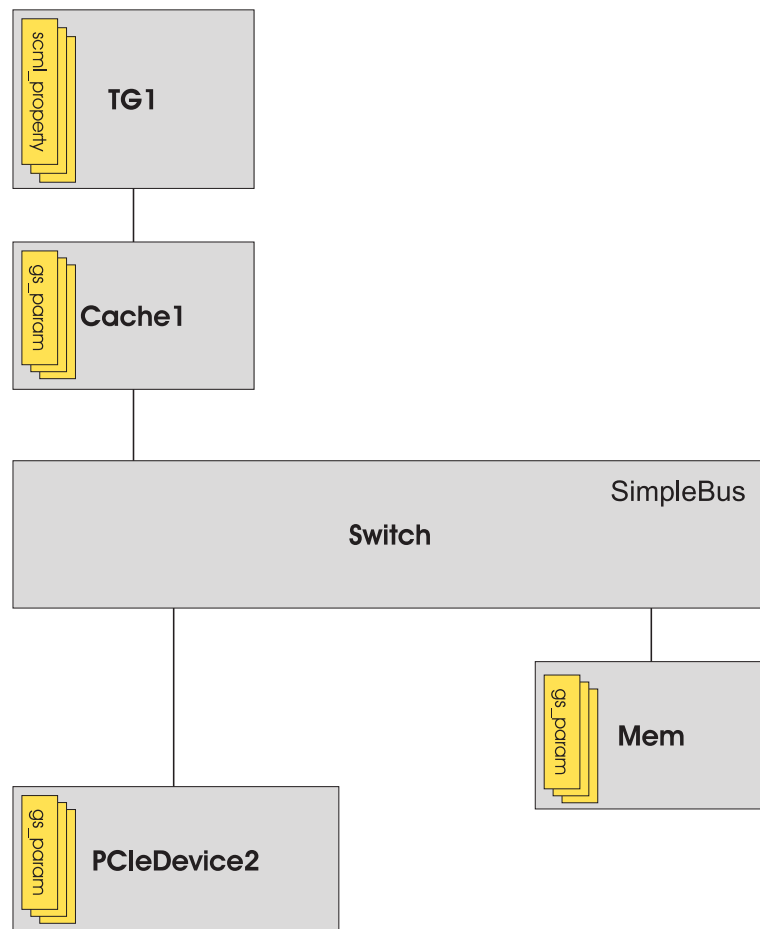 scml_property
TG1
gs_param
Cache1
SimpleBus
Switch
gs_param
Mem
gs_param
PCIeDevice2